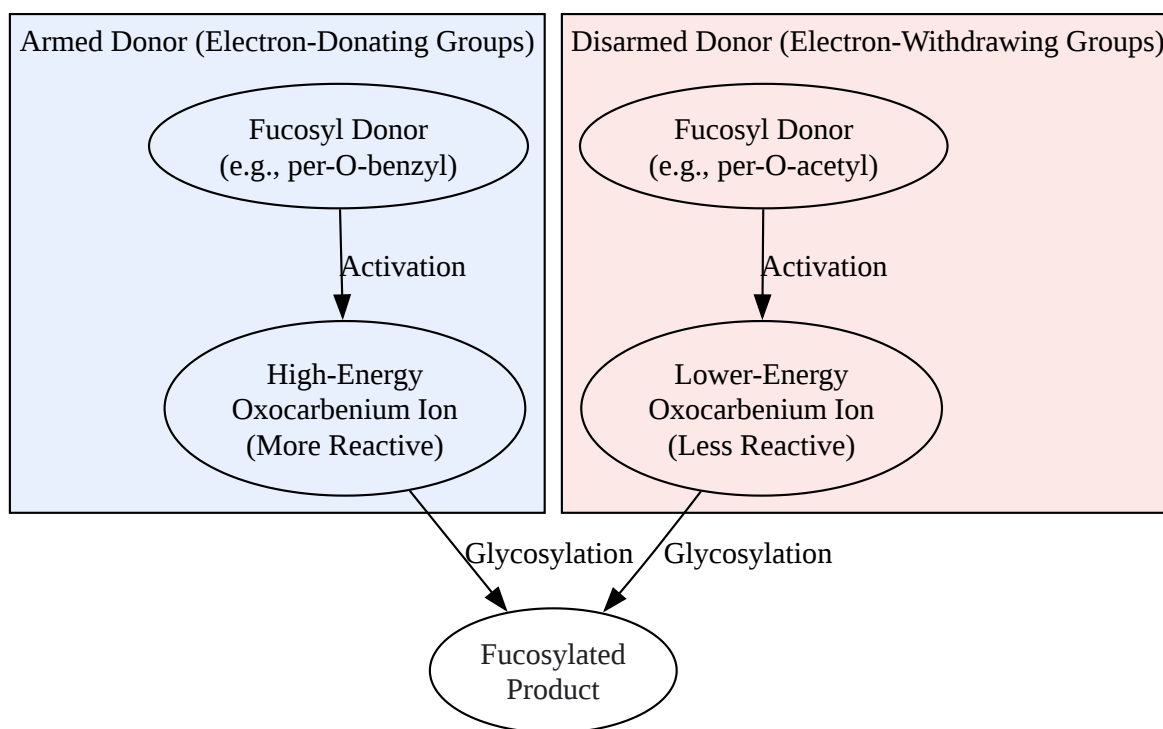 Armed Donor (Electron-Donating Groups)
Fucosyl Donor
(e.g., per-O-benzyl)
Activation
High-Energy
Oxocarbenium Ion
(More Reactive)
Glycosylation
Disarmed Donor (Electron-Withdrawing Groups)
Fucosyl Donor
(e.g., per-O-acetyl)
Activation
Lower-Energy
Oxocarbenium Ion
(Less Reactive)
Glycosylation
Fucosylated
Product